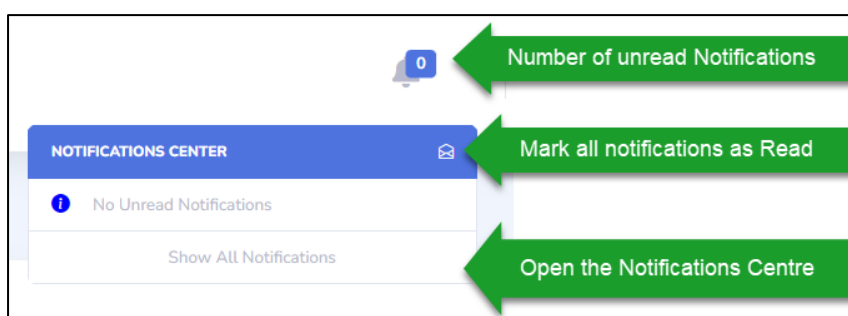 0
Number of unread Notifications
NOTIFICATIONS CENTER
Mark all notifications as Read
i No Unread Notifications
Show All Notifications
Open the Notifications Centre